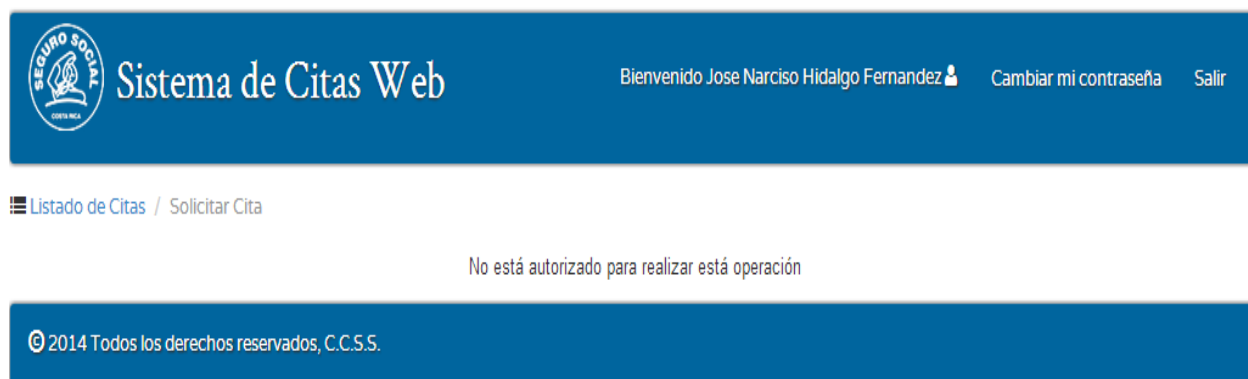 SEGURO SOCIAL
COSTA RICA
Sistema de Citas Web
Bienvenido Jose Narciso Hidalgo Fernandez
Cambiar mi contraseña
Salir
Listado de Citas / Solicitar Cita
No está autorizado para realizar está operación
© 2014 Todos los derechos reservados, C.C.S.S.